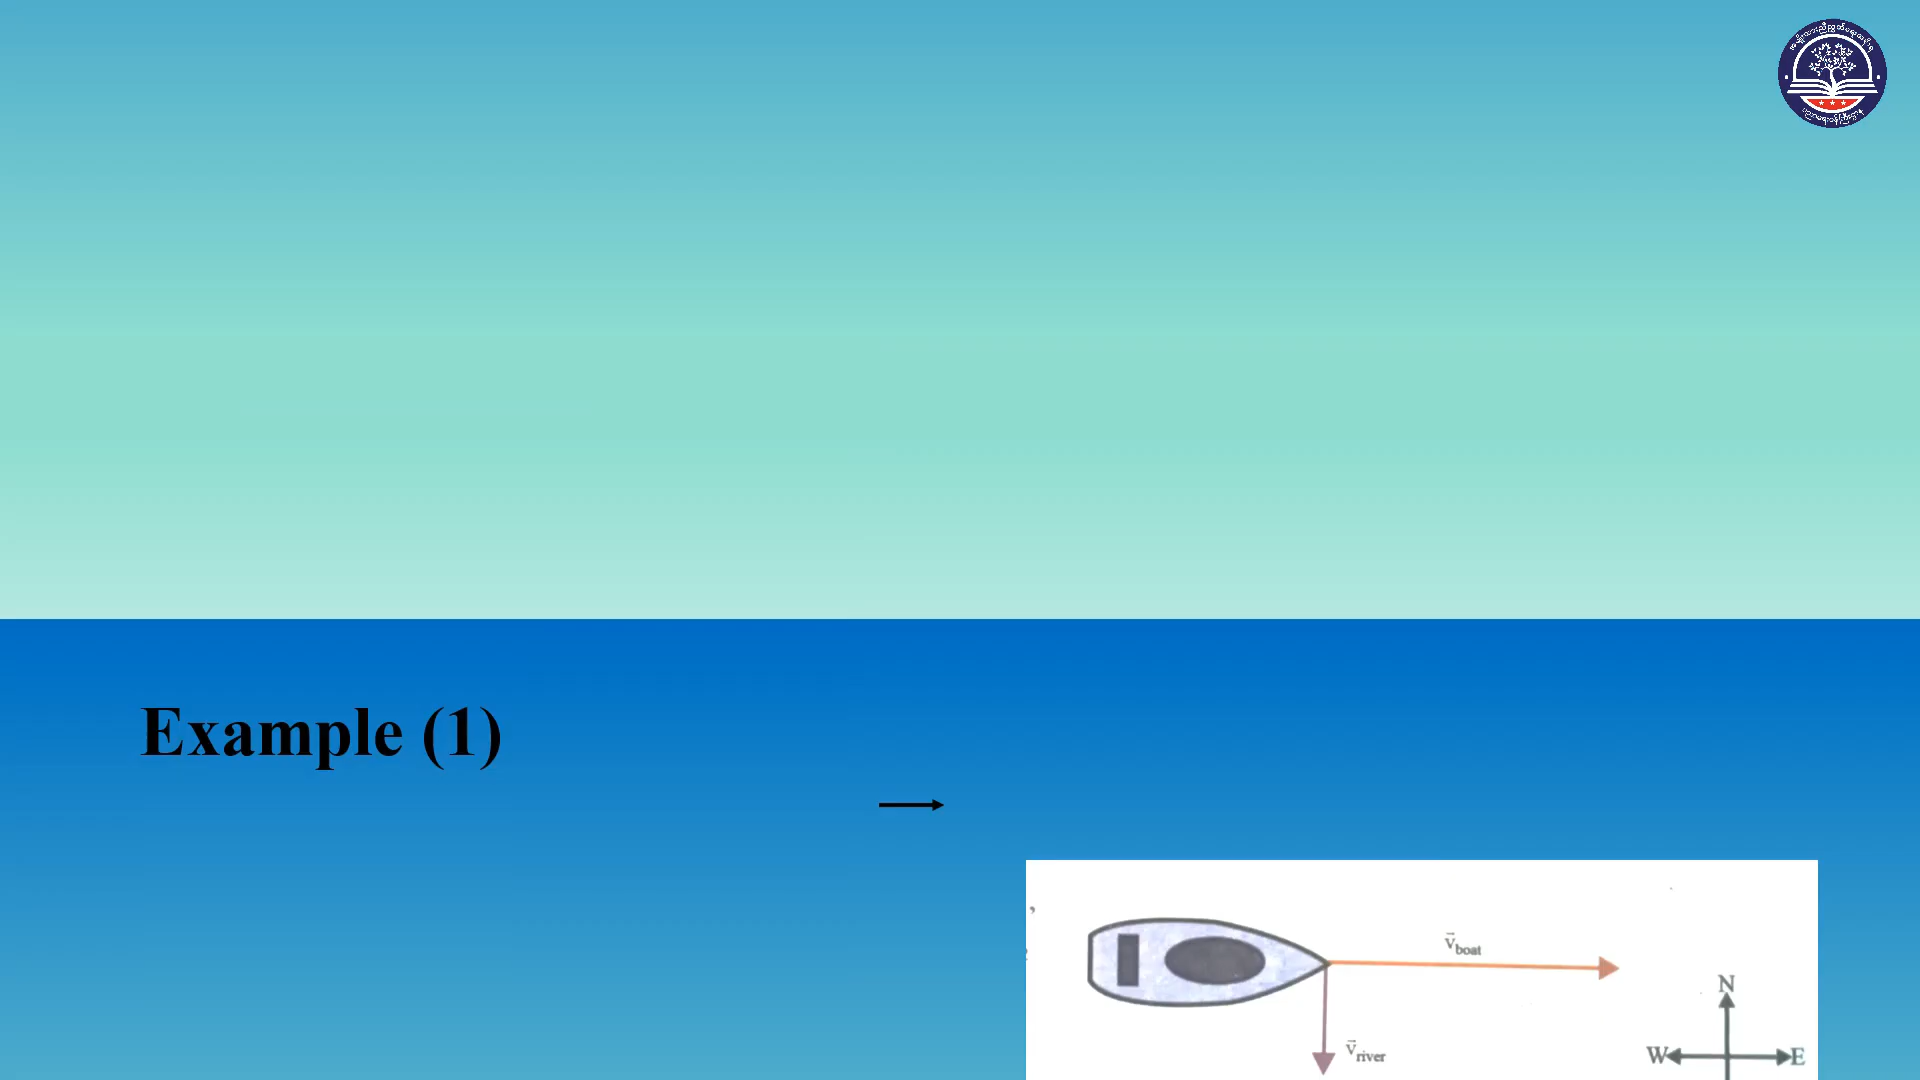 Example (1)
v⃗boat
N
v⃗river
W
E